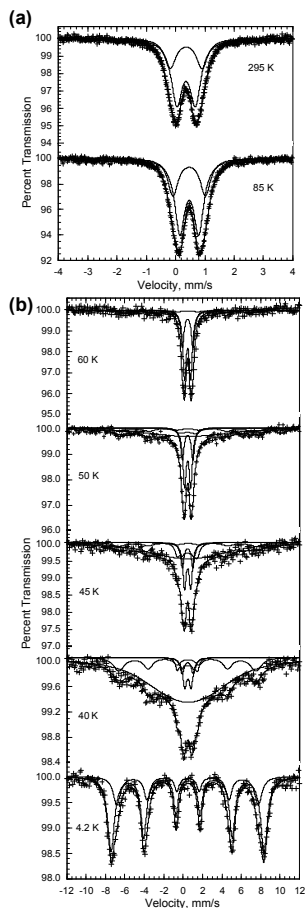 (a)
100
99
98
97
96
95
94
295 K
Percent Transmission
100
98
96
94
92
85 K
-4 -3 -2 -1 0 1 2 3 4
Velocity, mm/s
(b)
100.0
99.0
98.0
97.0
96.0
95.0
60 K
100.0
99.0
98.0
97.0
96.0
50 K
100.0
99.5
99.0
98.5
98.0
97.5
97.0
45 K
Percent Transmission
100.0
99.6
99.2
98.8
98.4
40 K
100.0
99.5
99.0
98.5
98.0
4.2 K
-12 -10 -8 -6 -4 -2 0 2 4 6 8 10 12
Velocity, mm/s